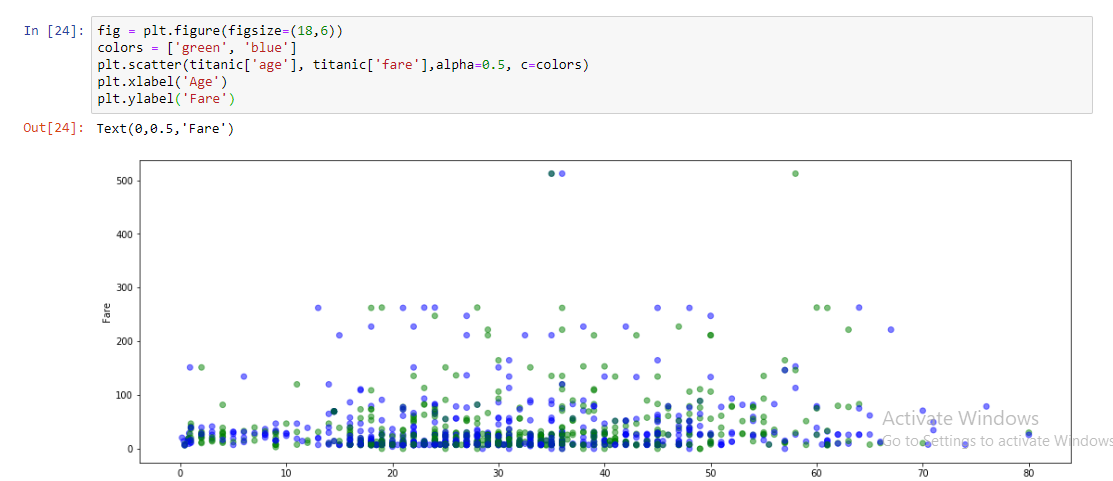 In [24]: fig = plt.figure(figsize=(18,6))
colors = ['green', 'blue']
plt.scatter(titanic['age'], titanic['fare'],alpha=0.5, c=colors)
plt.xlabel('Age')
plt.ylabel('Fare')
Out[24]: Text(0,0.5,'Fare')
500
400
300
200
100
0
Fare
0 10 20 30 40 50 60 70 80
Activate Windows
Go to Settings to activate Windows